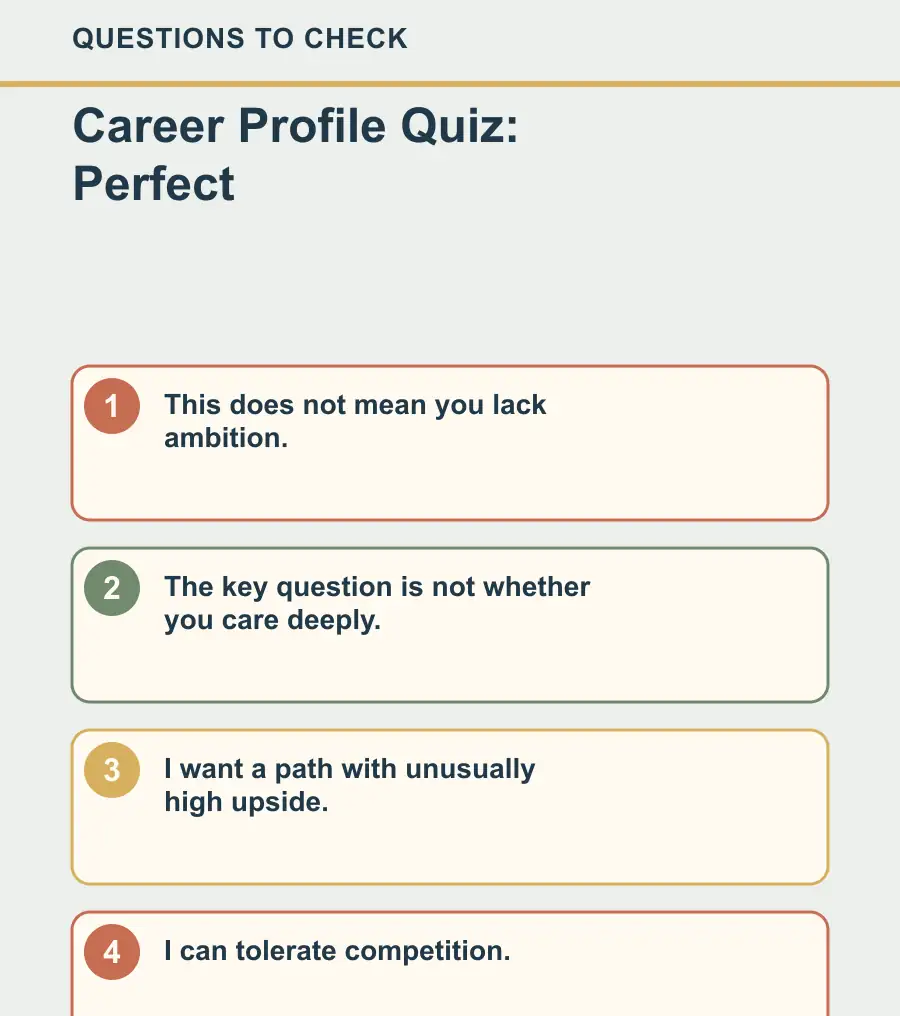 QUESTIONS TO CHECK
Career Profile Quiz:
Perfect
1
This does not mean you lack
ambition.
2
The key question is not whether
you care deeply.
3
I want a path with unusually
high upside.
4
I can tolerate competition.